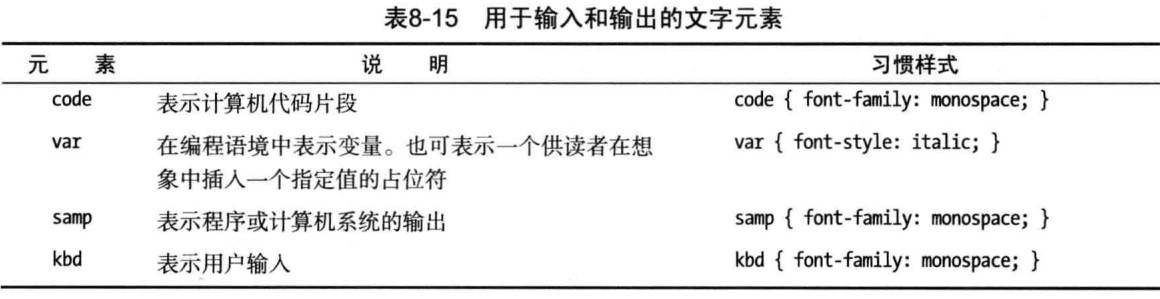 表8-15 用于输入和输出的文字元素
元 素 说 明 习惯样式
code 表示计算机代码片段 code { font-family: monospace; }
var 在编程语境中表示变量。也可表示一个供读者在想 var { font-style: italic; }
象中插入一个指定值的占位符
samp 表示程序或计算机系统的输出 samp { font-family: monospace; }
kbd 表示用户输入 kbd { font-family: monospace; }